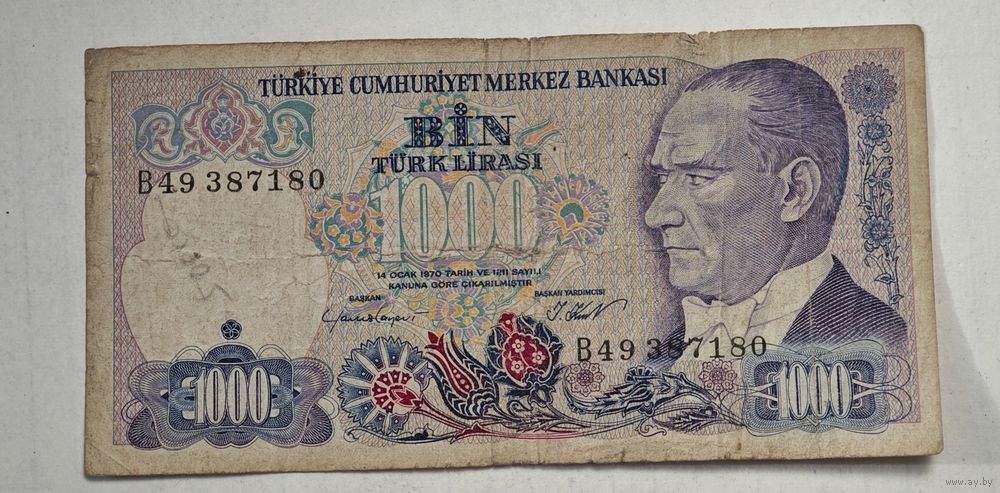 TÜRKİYE CUMHURİYET MERKEZ BANKASI
BİN
TÜRK LİRASI
B49 387180
1000
14 OCAK 1970 TARİH VE 1211 SAYILI
KANUNA GÖRE ÇIKARILMIŞTIR
BAŞKAN
BAŞKAN YARDIMCISI
B49 387180
1000
1000
www.ay.by